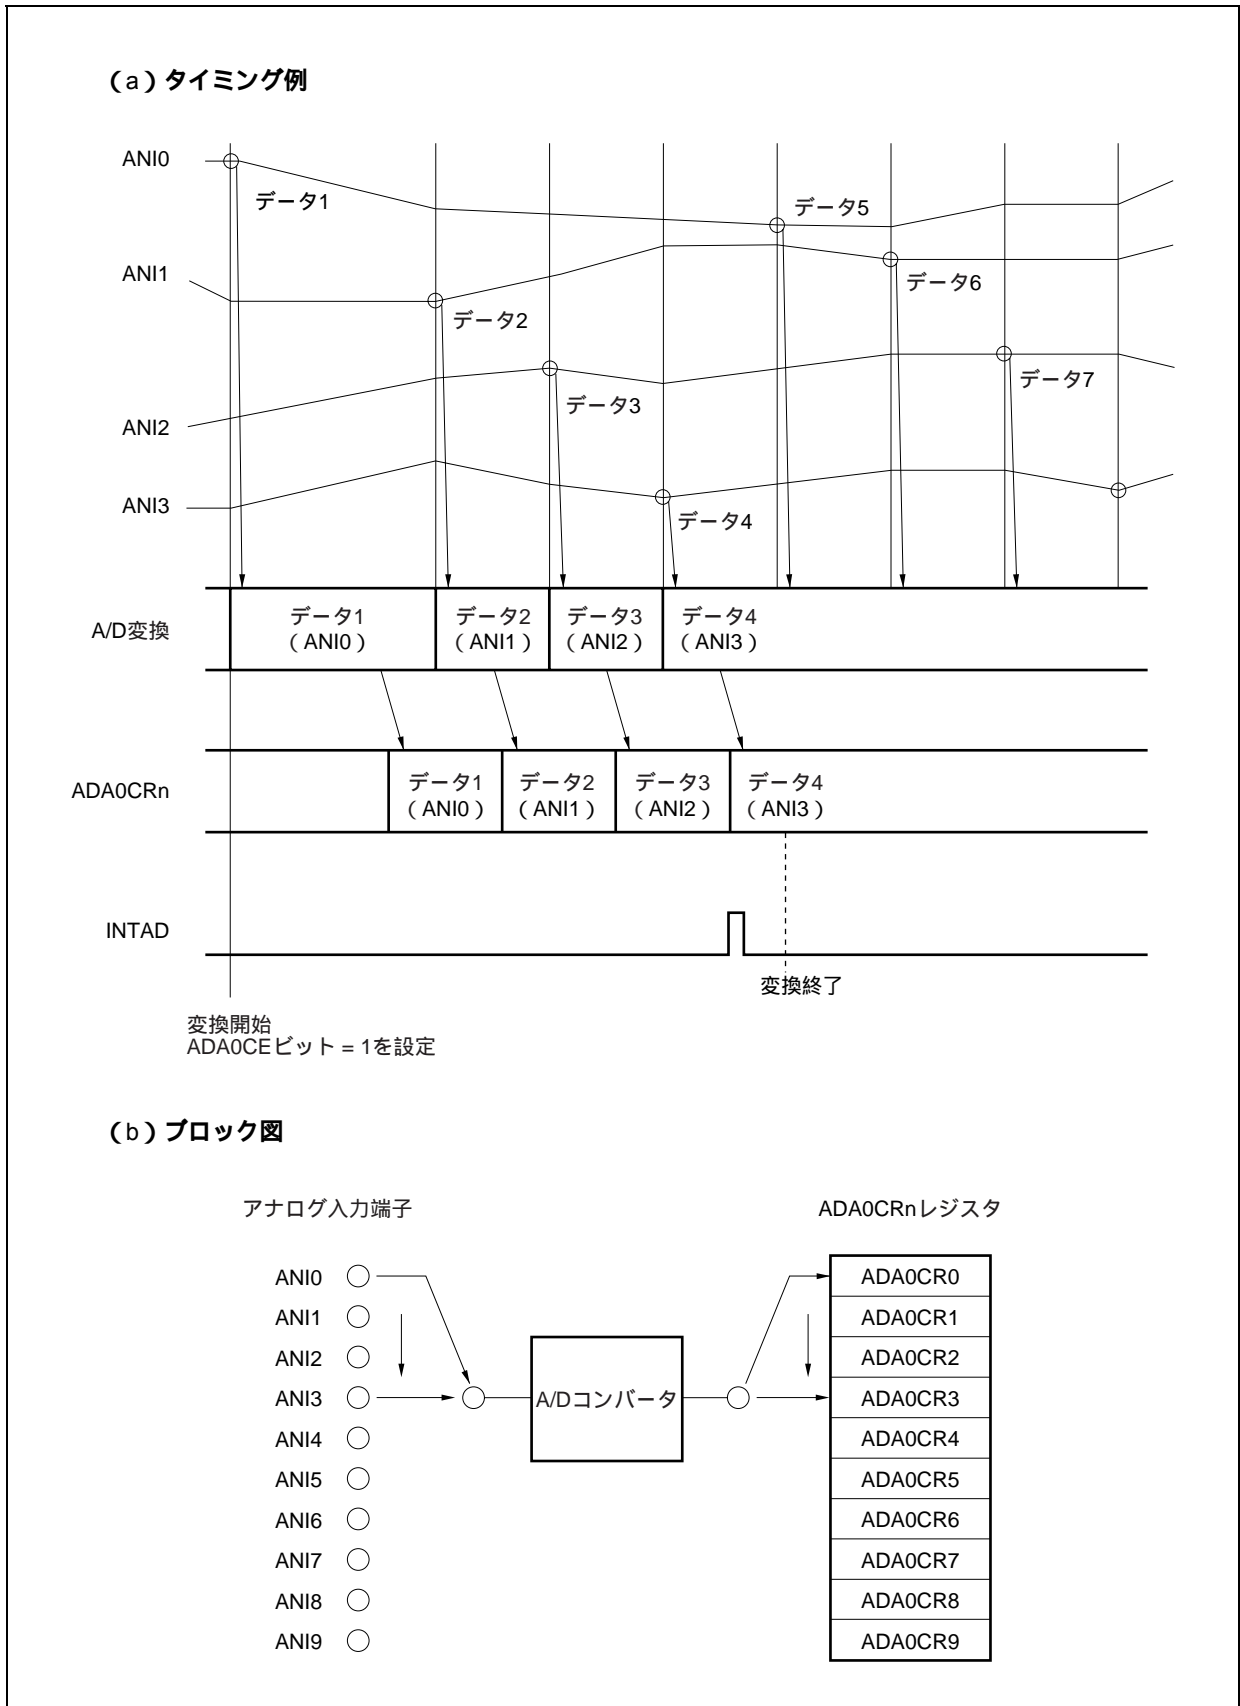 （a）タイミング例
ANI0
データ1
データ5
ANI1
データ6
データ2
データ7
データ3
ANI2
ANI3
データ4
A/D変換
データ1
（ANI0）
データ2
（ANI1）
データ3
（ANI2）
データ4
（ANI3）
ADA0CRn
データ1
（ANI0）
データ2
（ANI1）
データ3
（ANI2）
データ4
（ANI3）
INTAD
変換終了
変換開始
ADA0CEビット = 1を設定
（b）ブロック図
アナログ入力端子
ADA0CRnレジスタ
ANI0
ANI1
ANI2
ANI3
ANI4
ANI5
ANI6
ANI7
ANI8
ANI9
A/Dコンバータ
ADA0CR0
ADA0CR1
ADA0CR2
ADA0CR3
ADA0CR4
ADA0CR5
ADA0CR6
ADA0CR7
ADA0CR8
ADA0CR9